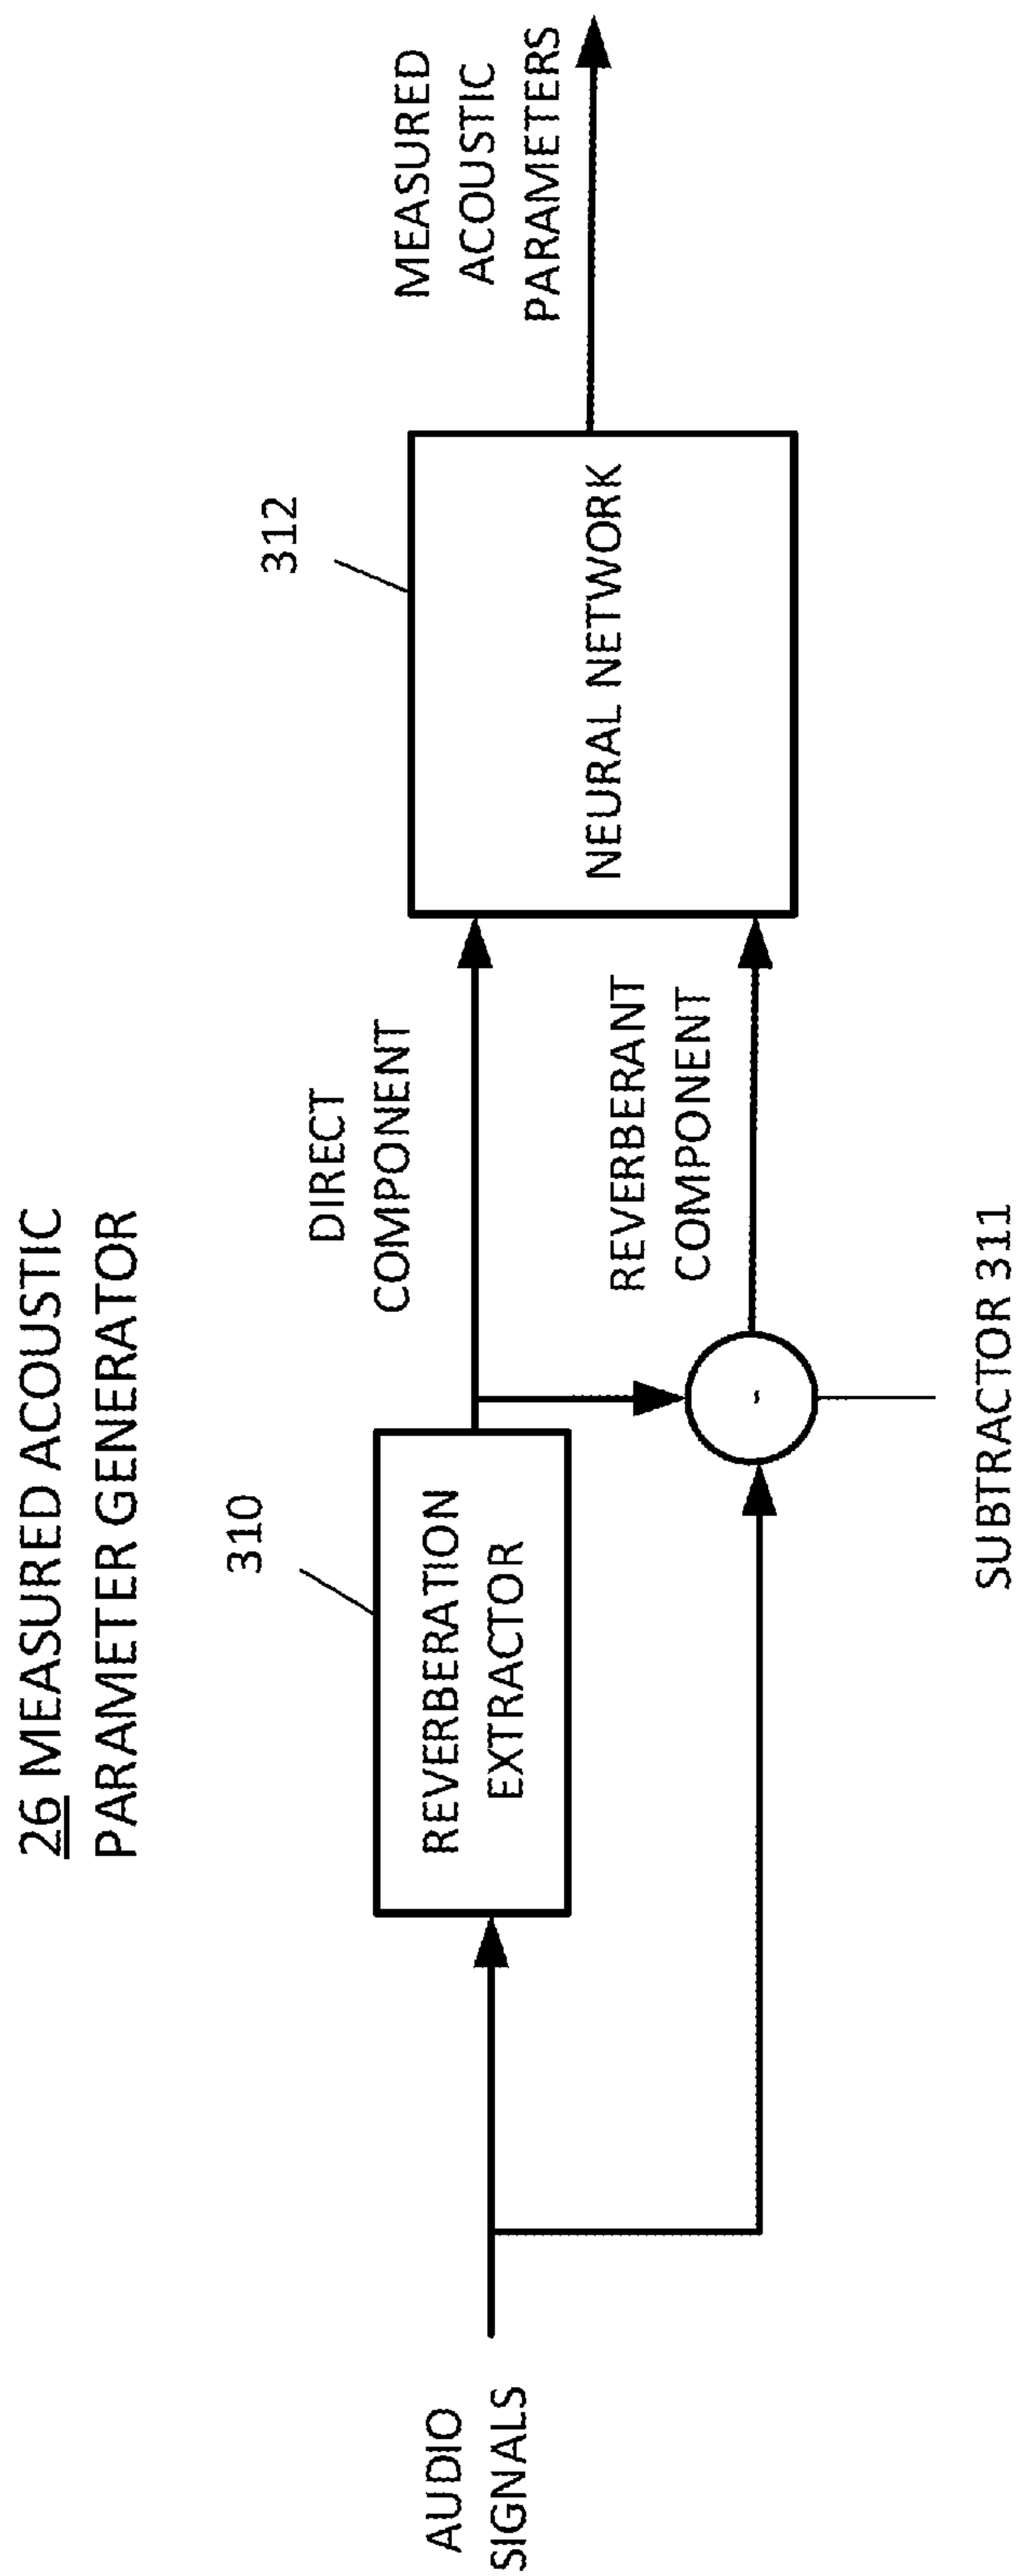 26 MEASURED ACOUSTIC
PARAMETER GENERATOR
AUDIO
SIGNALS
310
REVERBERATION
EXTRACTOR
DIRECT
COMPONENT
REVERBERANT
COMPONENT
-
SUBTRACTOR 311
312
NEURAL NETWORK
MEASURED
ACOUSTIC
PARAMETERS